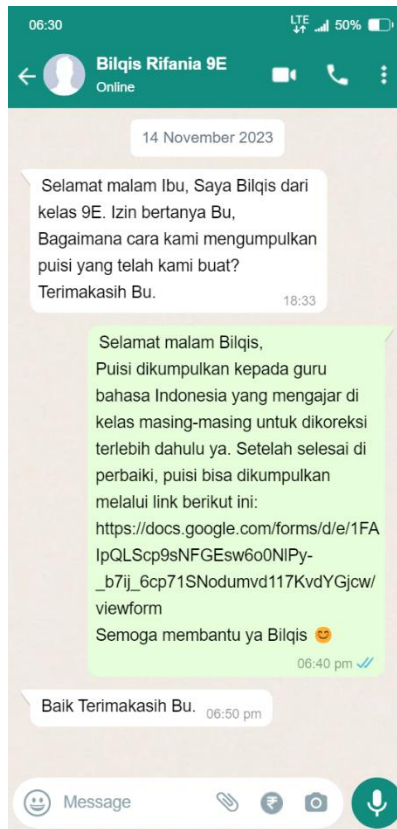 06:30
LTE
50%
Bilqis Rifania 9E
Online
14 November 2023
Selamat malam Ibu, Saya Bilqis dari
kelas 9E. Izin bertanya Bu,
Bagaimana cara kami mengumpulkan
puisi yang telah kami buat?
Terimakasih Bu.
18:33
Selamat malam Bilqis,
Puisi dikumpulkan kepada guru
bahasa Indonesia yang mengajar di
kelas masing-masing untuk dikoreksi
terlebih dahulu ya. Setelah selesai di
perbaiki, puisi bisa dikumpulkan
melalui link berikut ini:
https://docs.google.com/forms/d/e/1FA
IpQLScp9sNFGEsw6o0NlPy-
_b7ij_6cp71SNodumvd117KvdYGjcw/
viewform
Semoga membantu ya Bilqis 😊
06:40 pm
Baik Terimakasih Bu.
06:50 pm
Message
₹